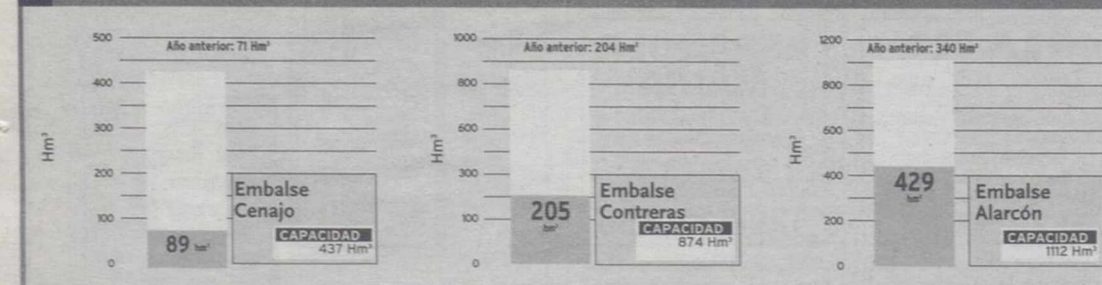 Hm³
500
400
300
200
100
0
Año anterior: 71 Hm³
89 hm³
Embalse
Cenajo
CAPACIDAD
437 Hm³
Hm³
1000
800
600
300
100
0
Año anterior: 204 Hm³
205
hm³
Embalse
Contreras
CAPACIDAD
874 Hm³
Hm³
1200
800
600
400
200
0
Año anterior: 340 Hm³
429
hm³
Embalse
Alarcón
CAPACIDAD
1112 Hm³